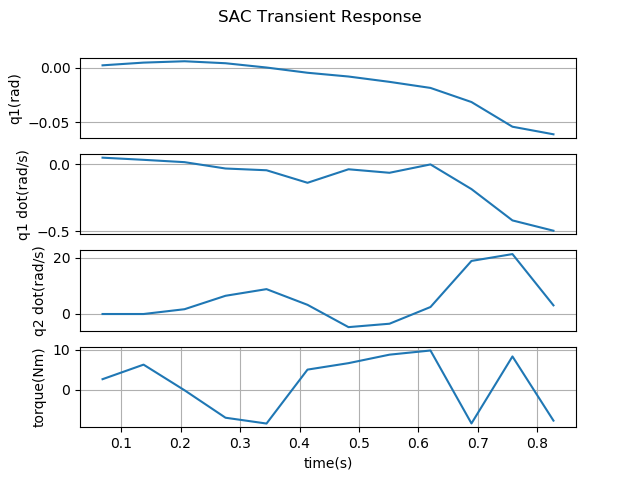 SAC Transient Response
0.00
−0.05
q1(rad)
0.0
−0.5
q1 dot(rad/s)
20
0
q2 dot(rad/s)
10
0
torque(Nm)
0.1 0.2 0.3 0.4 0.5 0.6 0.7 0.8
time(s)